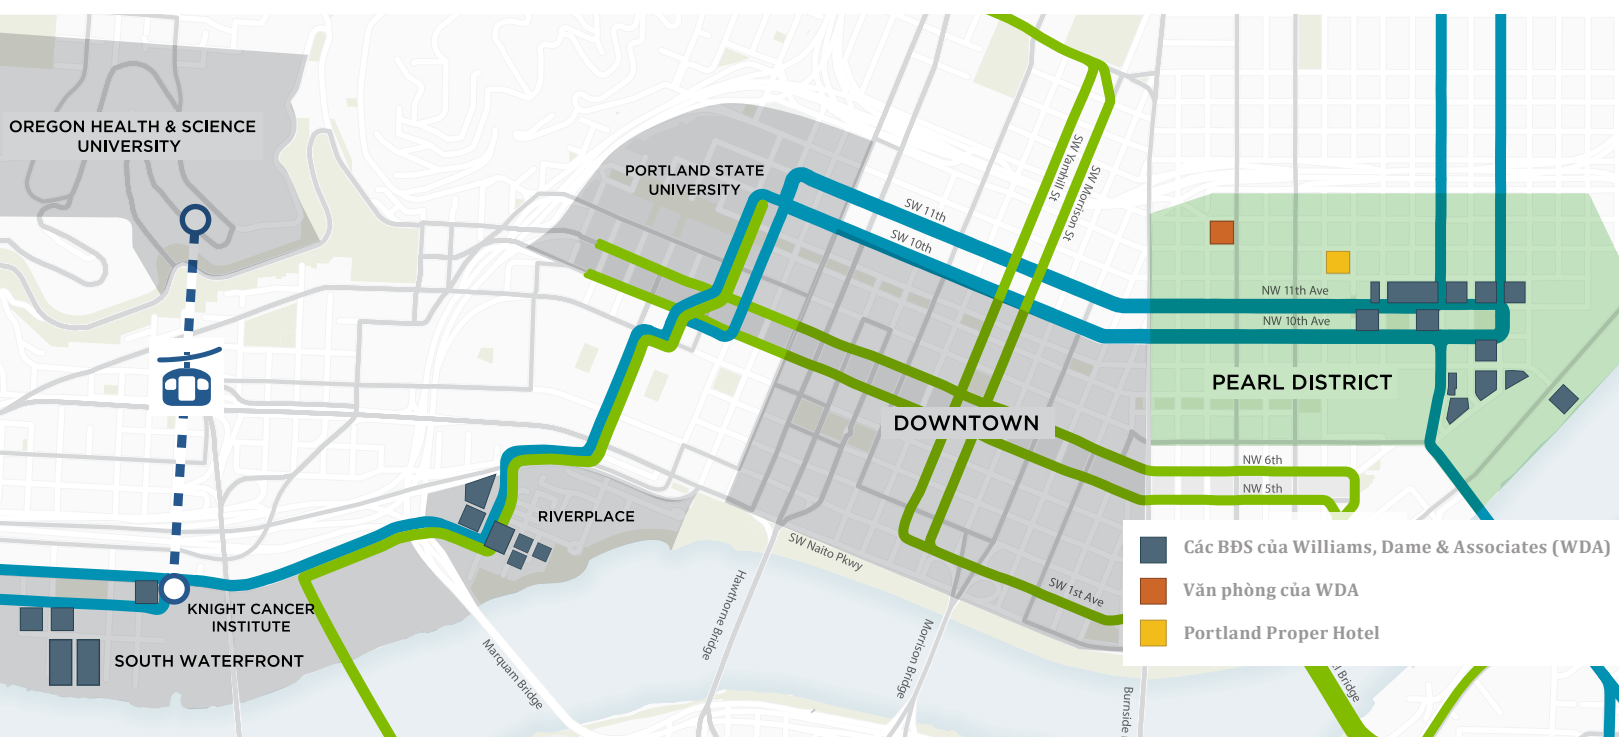 OREGON HEALTH & SCIENCE
UNIVERSITY
PORTLAND STATE
UNIVERSITY
SW 11th
SW 10th
SW Yamhill St
SW Morrison St
NW 11th Ave
NW 10th Ave
PEARL DISTRICT
DOWNTOWN
NW 6th
NW 5th
RIVERPLACE
SW Naito Pkwy
SW 1st Ave
KNIGHT CANCER
INSTITUTE
SOUTH WATERFRONT
Marquam Bridge
Hawthorne Bridge
Morrison Bridge
Burnside
Bridge
Các BĐS của Williams, Dame & Associates (WDA)
Văn phòng của WDA
Portland Proper Hotel